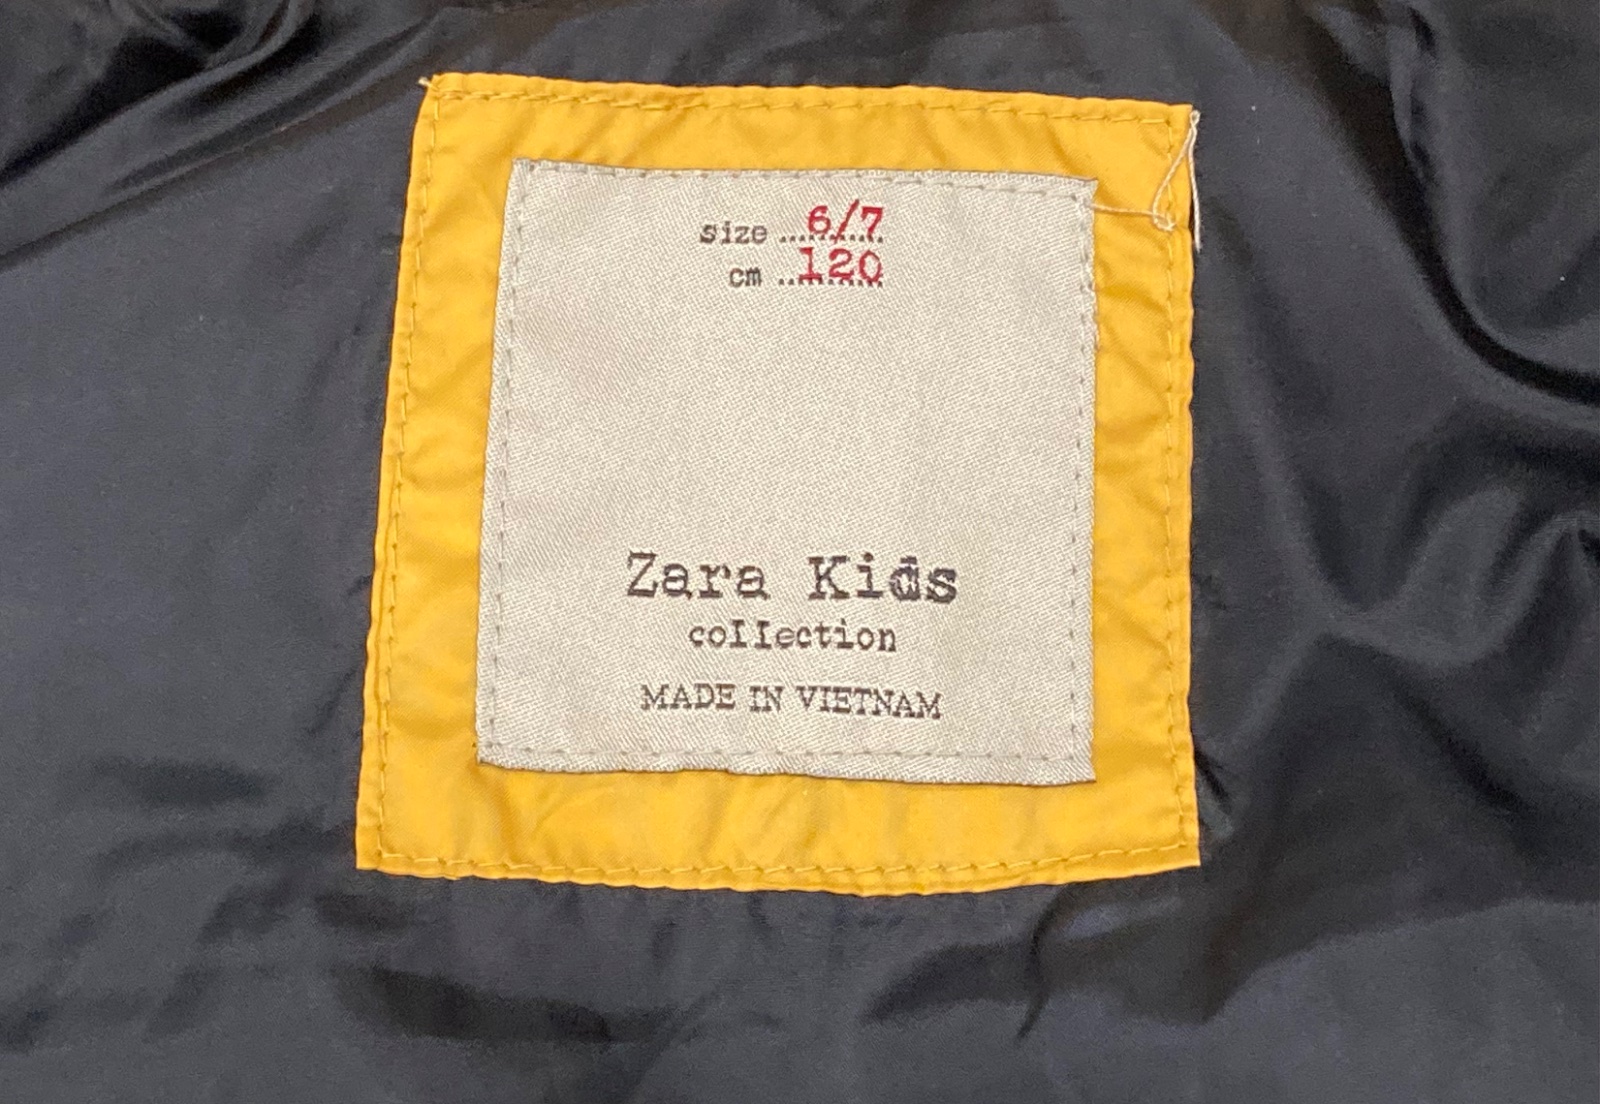 size ..6/7
cm ..120
Zara Kids
collection
MADE IN VIETNAM